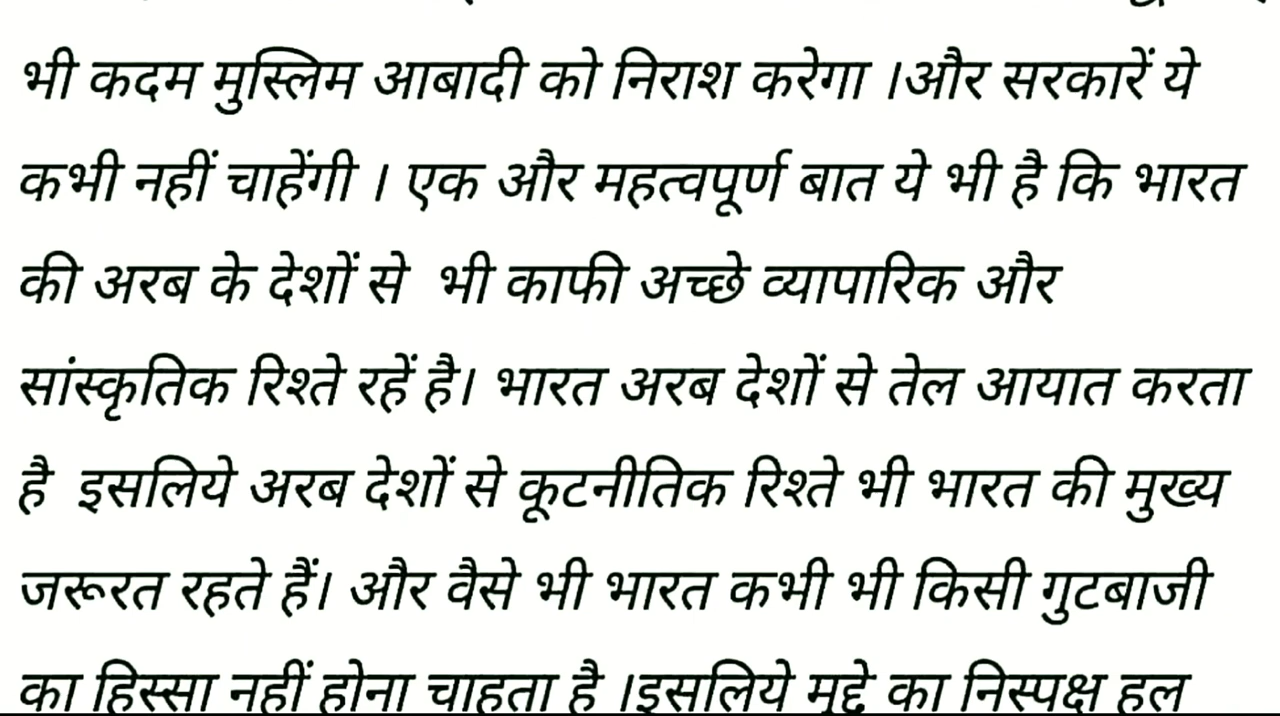 भी कदम मुस्लिम आबादी को निराश करेगा ।और सरकारें ये
कभी नहीं चाहेंगी । एक और महत्वपूर्ण बात ये भी है कि भारत
की अरब के देशों से  भी काफी अच्छे व्यापारिक और
सांस्कृतिक रिश्ते रहें है। भारत अरब देशों से तेल आयात करता
है  इसलिये अरब देशों से कूटनीतिक रिश्ते भी भारत की मुख्य
जरूरत रहते हैं। और वैसे भी भारत कभी भी किसी गुटबाजी
का हिस्सा नहीं होना चाहता है ।इसलिये मुद्दे का निस्पक्ष हल